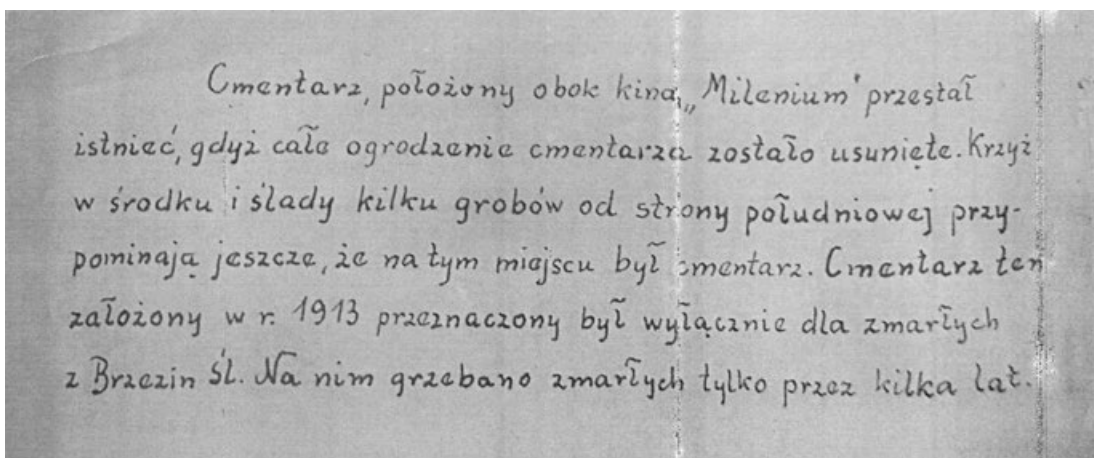 Cmentarz, położony obok kina „Milenium" przestał
istnieć, gdyż całe ogrodzenie cmentarza zostało usunięte. Krzyż
w środku i ślady kilku grobów od strony południowej przy-
pominają jeszcze, że na tym miejscu był cmentarz. Cmentarz ten
założony w r. 1913 przeznaczony był wyłącznie dla zmarłych
z Brzezin Śl. Na nim grzebano zmarłych tylko przez kilka lat.